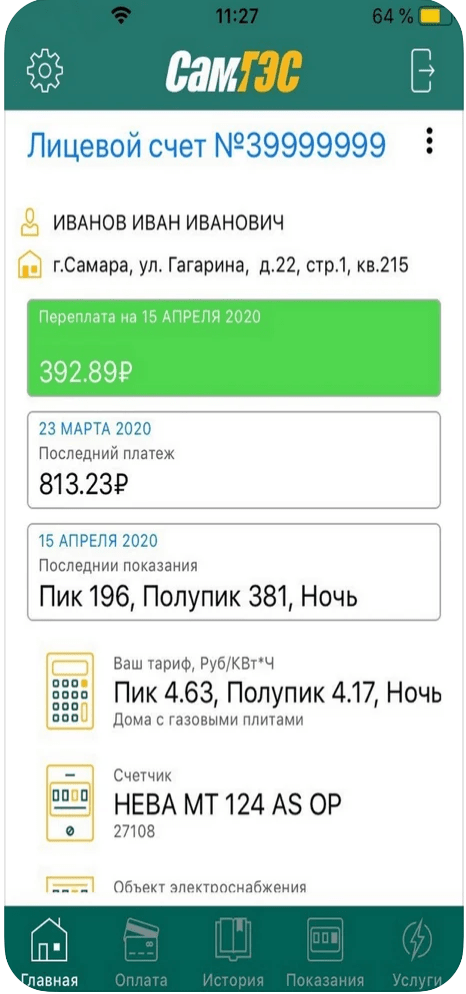 11:27
64 %
Сам.ГЭС
Лицевой счет №39999999
ИВАНОВ ИВАН ИВАНОВИЧ
г.Самара, ул. Гагарина, д.22, стр.1, кв.215
Переплата на 15 АПРЕЛЯ 2020
392.89₽
23 МАРТА 2020
Последний платеж
813.23₽
15 АПРЕЛЯ 2020
Последнии показания
Пик 196, Полупик 381, Ночь
Ваш тариф, Руб/КВт*Ч
Пик 4.63, Полупик 4.17, Ночь
Дома с газовыми плитами
Счетчик
НЕВА МТ 124 AS OP
27108
Объект электроснабжения
Главная
Оплата
История
Показания
Услуги